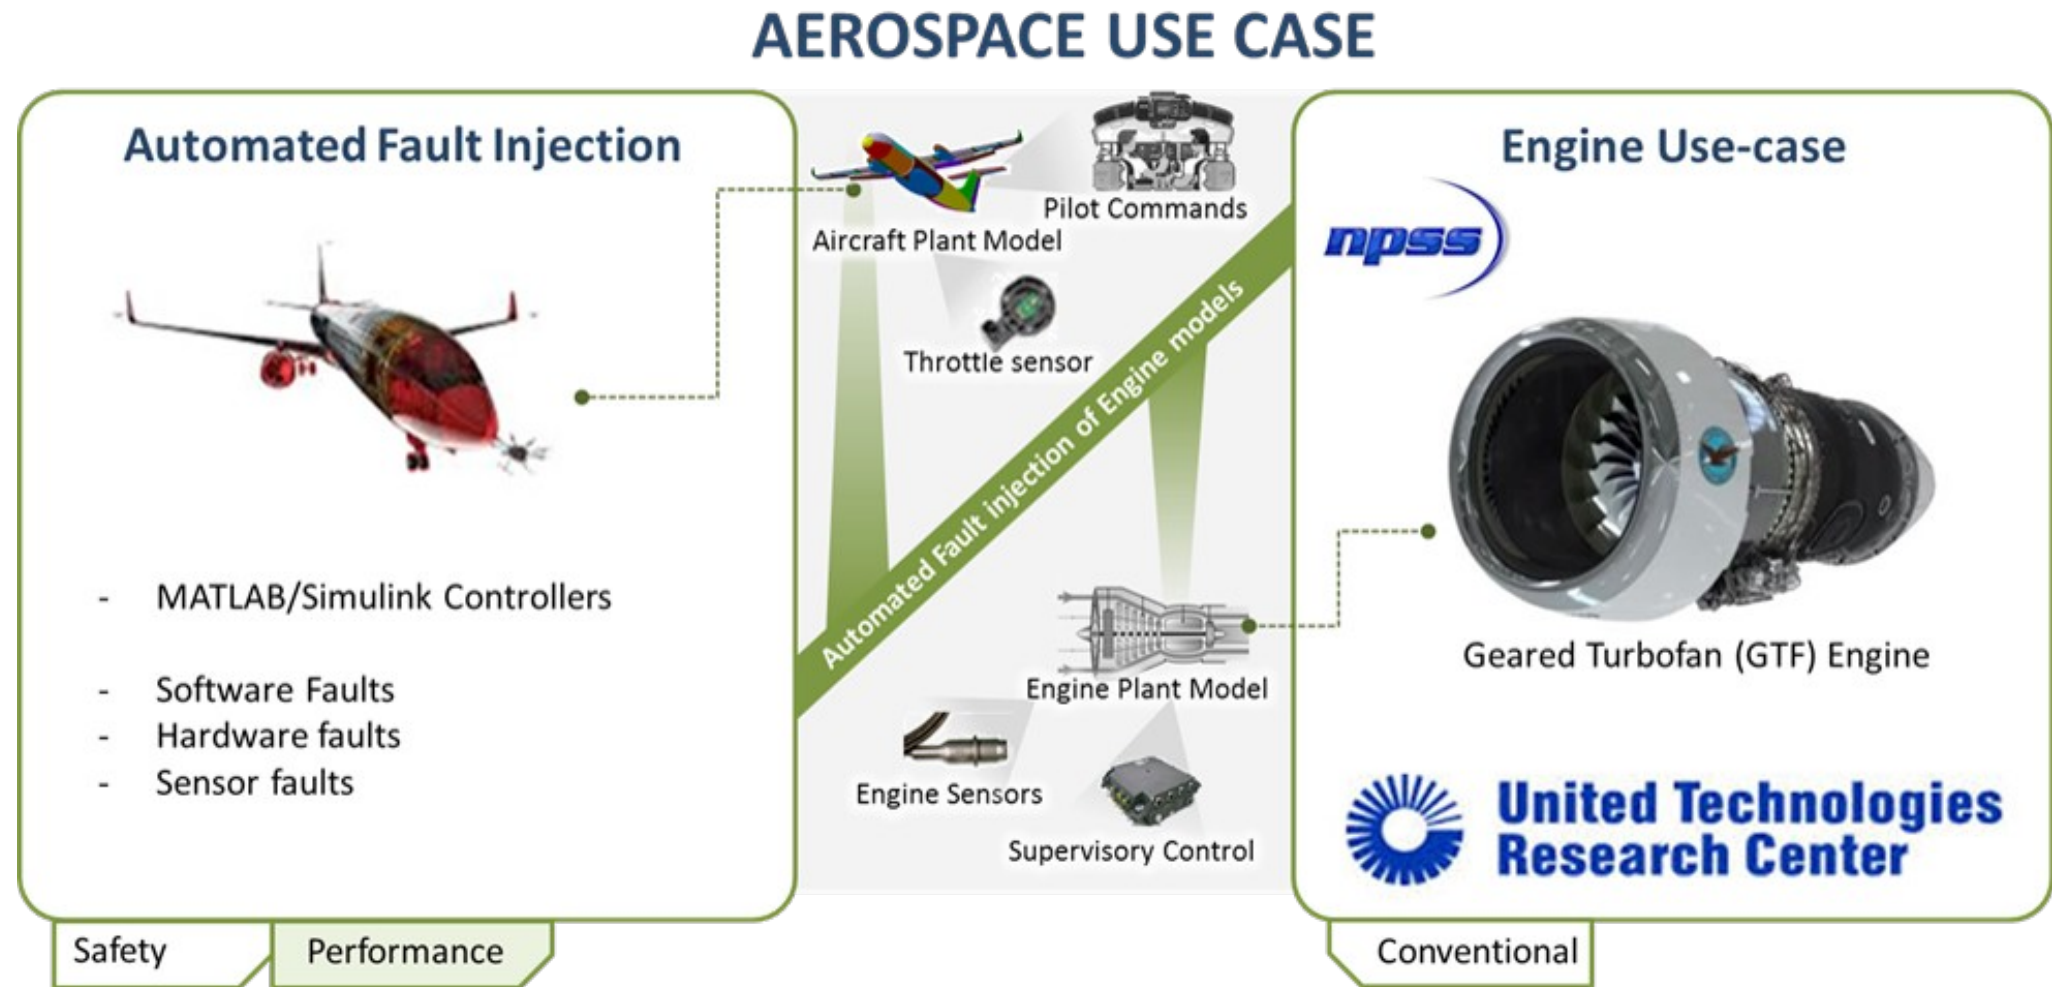 AEROSPACE USE CASE
Automated Fault Injection
- MATLAB/Simulink Controllers
- Software Faults
- Hardware faults
- Sensor faults
Safety
Performance
Pilot Commands
Aircraft Plant Model
Throttle sensor
Automated Fault injection of Engine models
Engine Plant Model
Engine Sensors
Supervisory Control
Engine Use-case
npss
Geared Turbofan (GTF) Engine
United Technologies
Research Center
Conventional